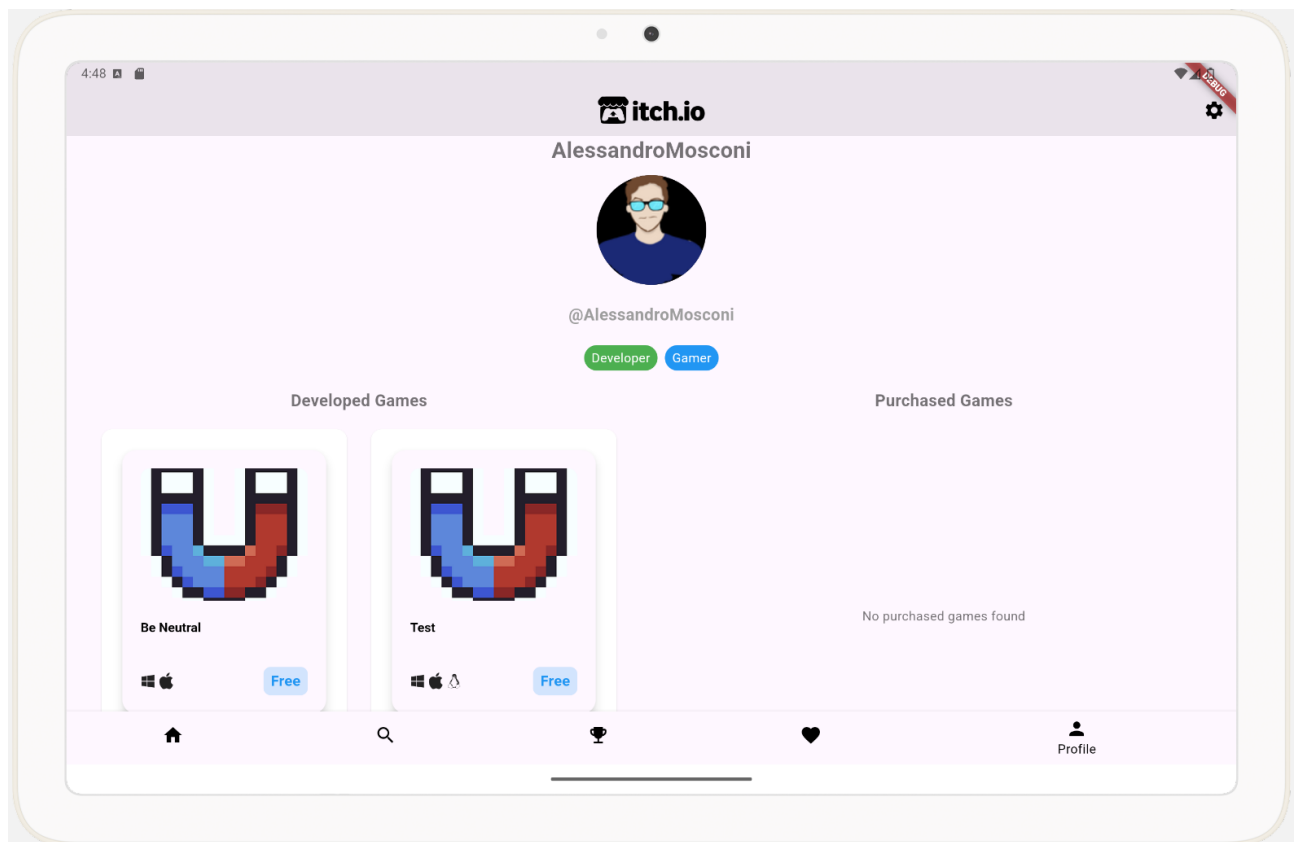 4:48
DEBUG
itch.io
AlessandroMosconi
@AlessandroMosconi
Developer Gamer
Developed Games
Purchased Games
Be Neutral
Free
Test
Free
No purchased games found
Profile